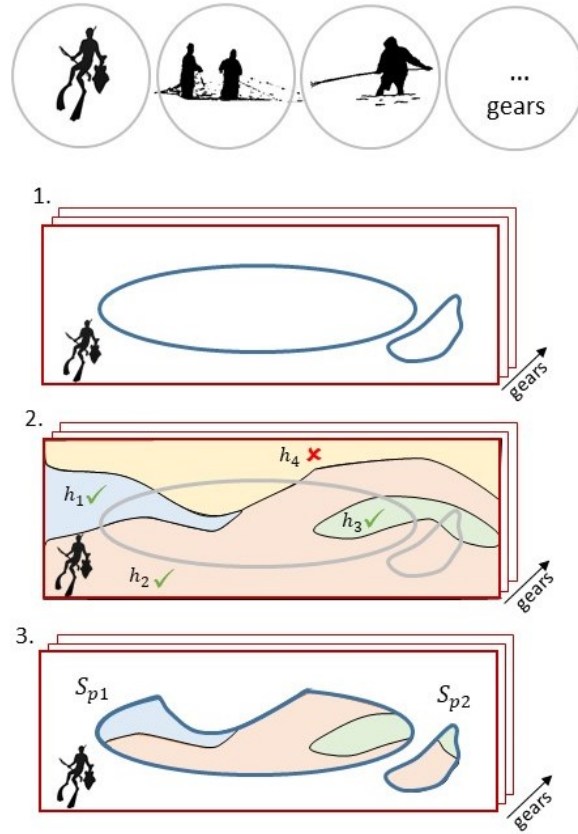 ...
gears
1.
gears
2.
h₄ ✘
h₁ ✓
h₃ ✓
h₂ ✓
gears
3.
Sₚ₁
Sₚ₂
gears